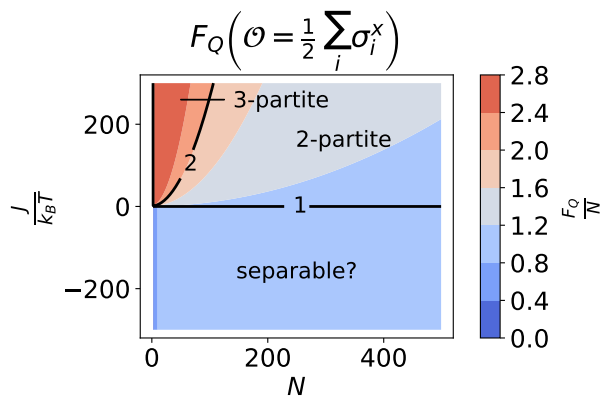 F_Q(𝒪 = 1/2 ∑_i σ_i^x)
2.8
2.4
2.0
1.6
1.2
0.8
0.4
0.0
F_Q/N
200
0
−200
J/k_BT
3-partite
2-partite
2
1
separable?
0
200
400
N